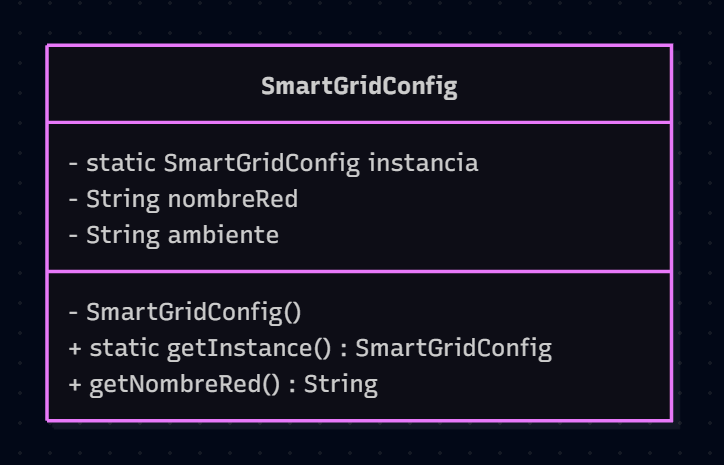 SmartGridConfig
- static SmartGridConfig instancia
- String nombreRed
- String ambiente
- SmartGridConfig()
+ static getInstance() : SmartGridConfig
+ getNombreRed() : String